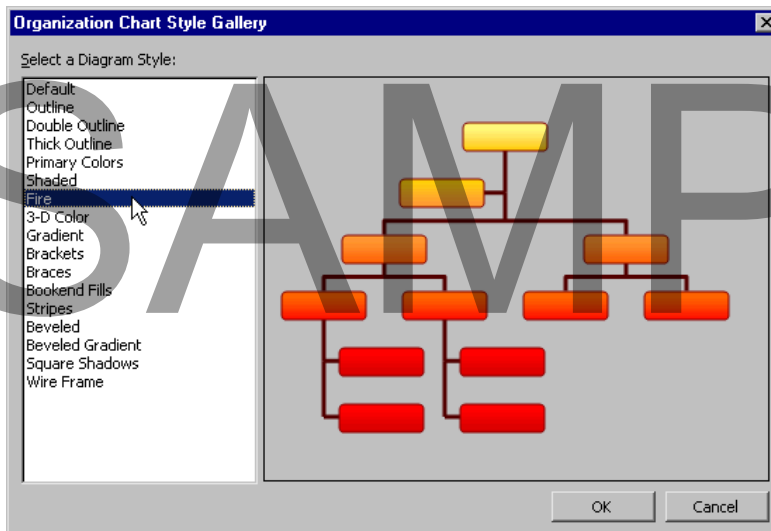 Organization Chart Style Gallery
Select a Diagram Style:
Default
Outline
Double Outline
Thick Outline
Primary Colors
Shaded
Fire
3-D Color
Gradient
Brackets
Braces
Bookend Fills
Stripes
Beveled
Beveled Gradient
Square Shadows
Wire Frame
SAMP
OK Cancel